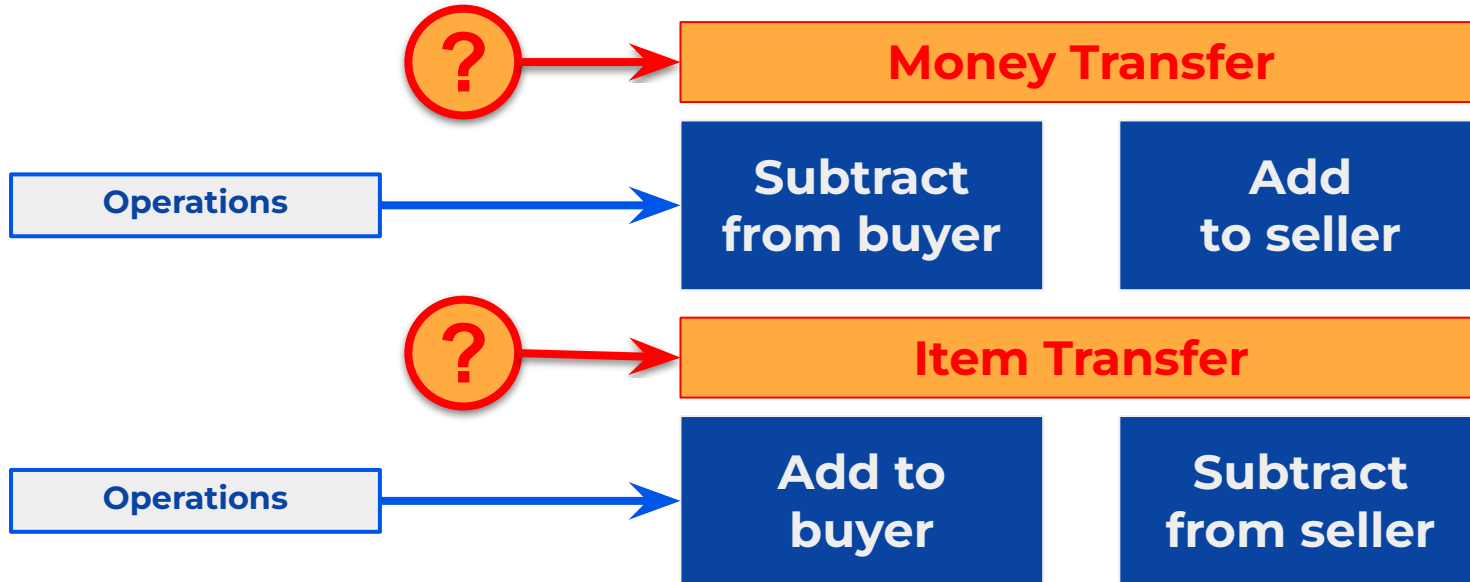 ?
Money Transfer
Operations
Subtract
from buyer
Add
to seller
?
Item Transfer
Operations
Add to
buyer
Subtract
from seller